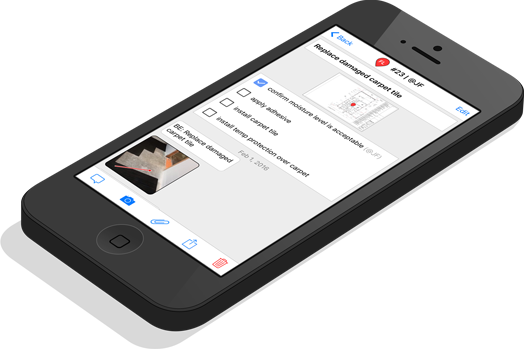 Back
#23 | @JF
Edit
Replace damaged carpet tile
confirm moisture level is acceptable (@JF)
apply adhesive
install carpet tile
install temp protection over carpet
Feb 1, 2016
BE: Replace damaged
carpet tile